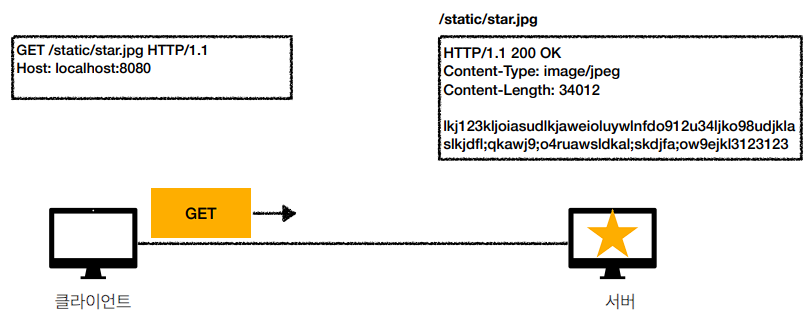 /static/star.jpg
GET /static/star.jpg HTTP/1.1
Host: localhost:8080
HTTP/1.1 200 OK
Content-Type: image/jpeg
Content-Length: 34012
lkj123kljoiasudlkjaweioluywlnfdo912u34ljko98udjkla
slkjdfl;qkawj9;o4ruawsldkal;skdjfa;ow9ejkl3123123
GET
클라이언트
서버